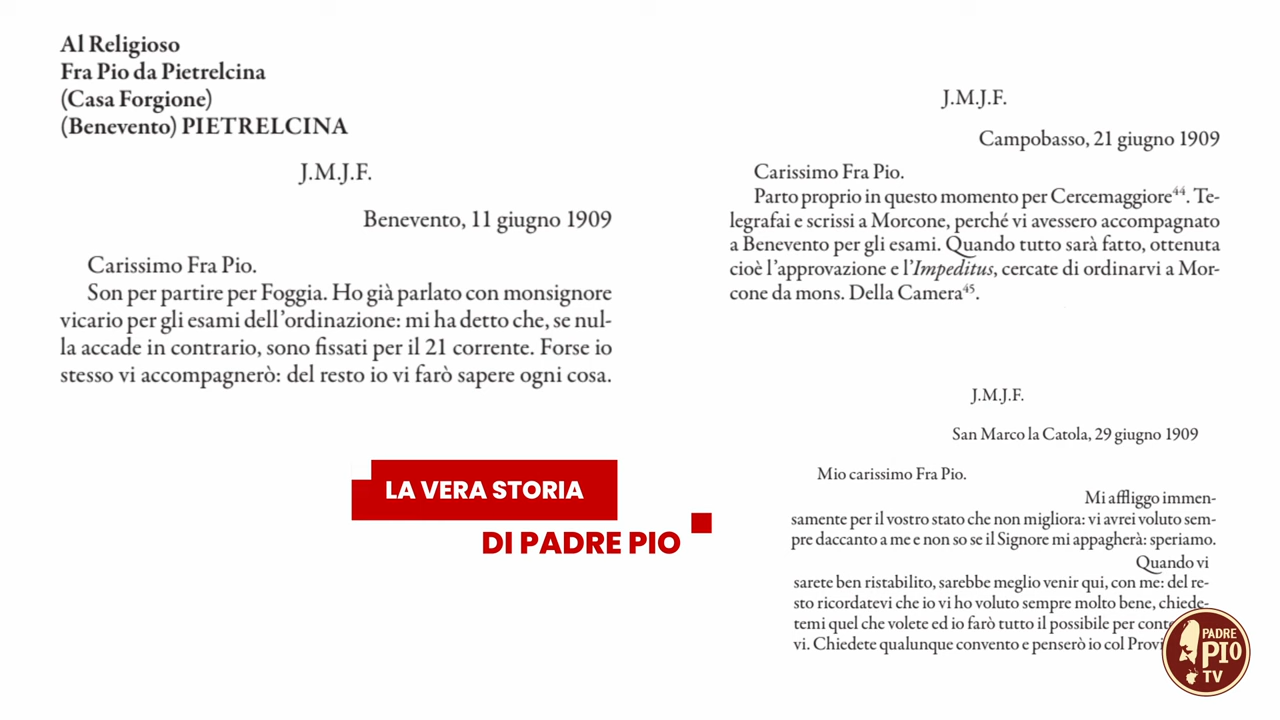 Al Religioso
Fra Pio da Pietrelcina
(Casa Forgione)
(Benevento) PIETRELCINA
J.M.J.F.
Benevento, 11 giugno 1909
Carissimo Fra Pio.
Son per partire per Foggia. Ho già parlato con monsignore
vicario per gli esami dell'ordinazione: mi ha detto che, se nul-
la accade in contrario, sono fissati per il 21 corrente. Forse io
stesso vi accompagnerò: del resto io vi farò sapere ogni cosa.
J.M.J.F.
Campobasso, 21 giugno 1909
Carissimo Fra Pio.
Parto proprio in questo momento per Cercemaggiore⁴⁴. Te-
legrafai e scrissi a Morcone, perché vi avessero accompagnato
a Benevento per gli esami. Quando tutto sarà fatto, ottenuta
cioè l'approvazione e l'Impeditus, cercate di ordinarvi a Mor-
cone da mons. Della Camera⁴⁵.
J.M.J.F.
San Marco la Catola, 29 giugno 1909
Mio carissimo Fra Pio.
Mi affliggo immen-
samente per il vostro stato che non migliora: vi avrei voluto sem-
pre daccanto a me e non so se il Signore mi appagherà: speriamo.
Quando vi
sarete ben ristabilito, sarebbe meglio venir qui, con me: del re-
sto ricordatevi che io vi ho voluto sempre molto bene, chiede-
temi quel che volete ed io farò tutto il possibile per
vi. Chiedete qualunque convento e penserò io col
LA VERA STORIA
DI PADRE PIO
PADRE
PIO
TV